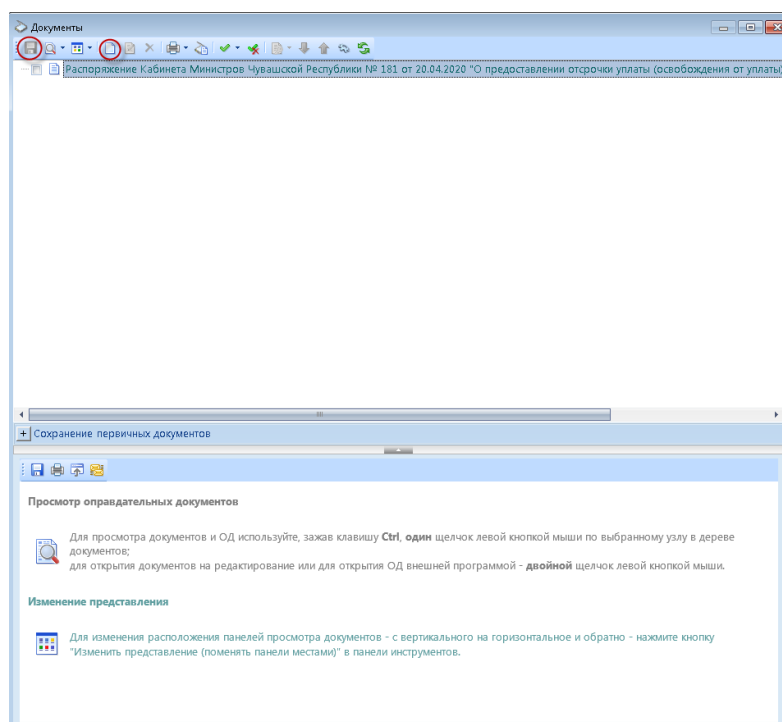 Документы
Распоряжение Кабинета Министров Чувашской Республики № 181 от 20.04.2020 "О предоставлении отсрочки уплаты (освобождения от уплаты)
Сохранение первичных документов
Просмотр оправдательных документов
Для просмотра документов и ОД используйте, зажав клавишу Ctrl, один щелчок левой кнопкой мыши по выбранному узлу в дереве
документов;
для открытия документов на редактирование или для открытия ОД внешней программой - двойной щелчок левой кнопкой мыши.
Изменение представления
Для изменения расположения панелей просмотра документов - с вертикального на горизонтальное и обратно - нажмите кнопку
"Изменить представление (поменять панели местами)" в панели инструментов.